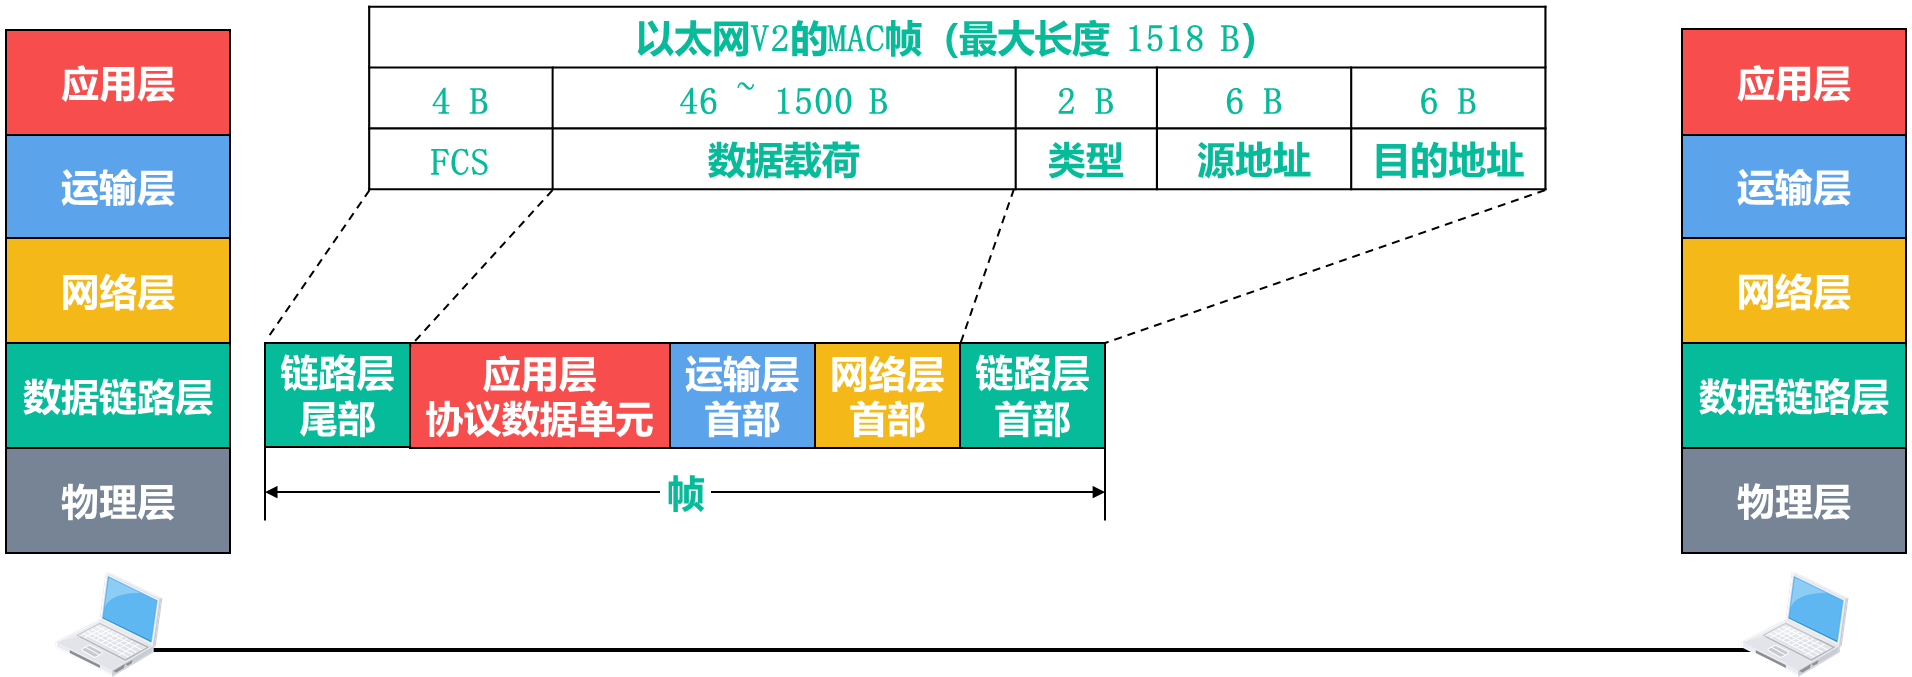 以太网V2的MAC帧（最大长度 1518 B）
4 B
46 ~ 1500 B
2 B
6 B
6 B
FCS
数据载荷
类型
源地址
目的地址
应用层
运输层
网络层
数据链路层
物理层
链路层
尾部
应用层
协议数据单元
运输层
首部
网络层
首部
链路层
首部
帧
应用层
运输层
网络层
数据链路层
物理层